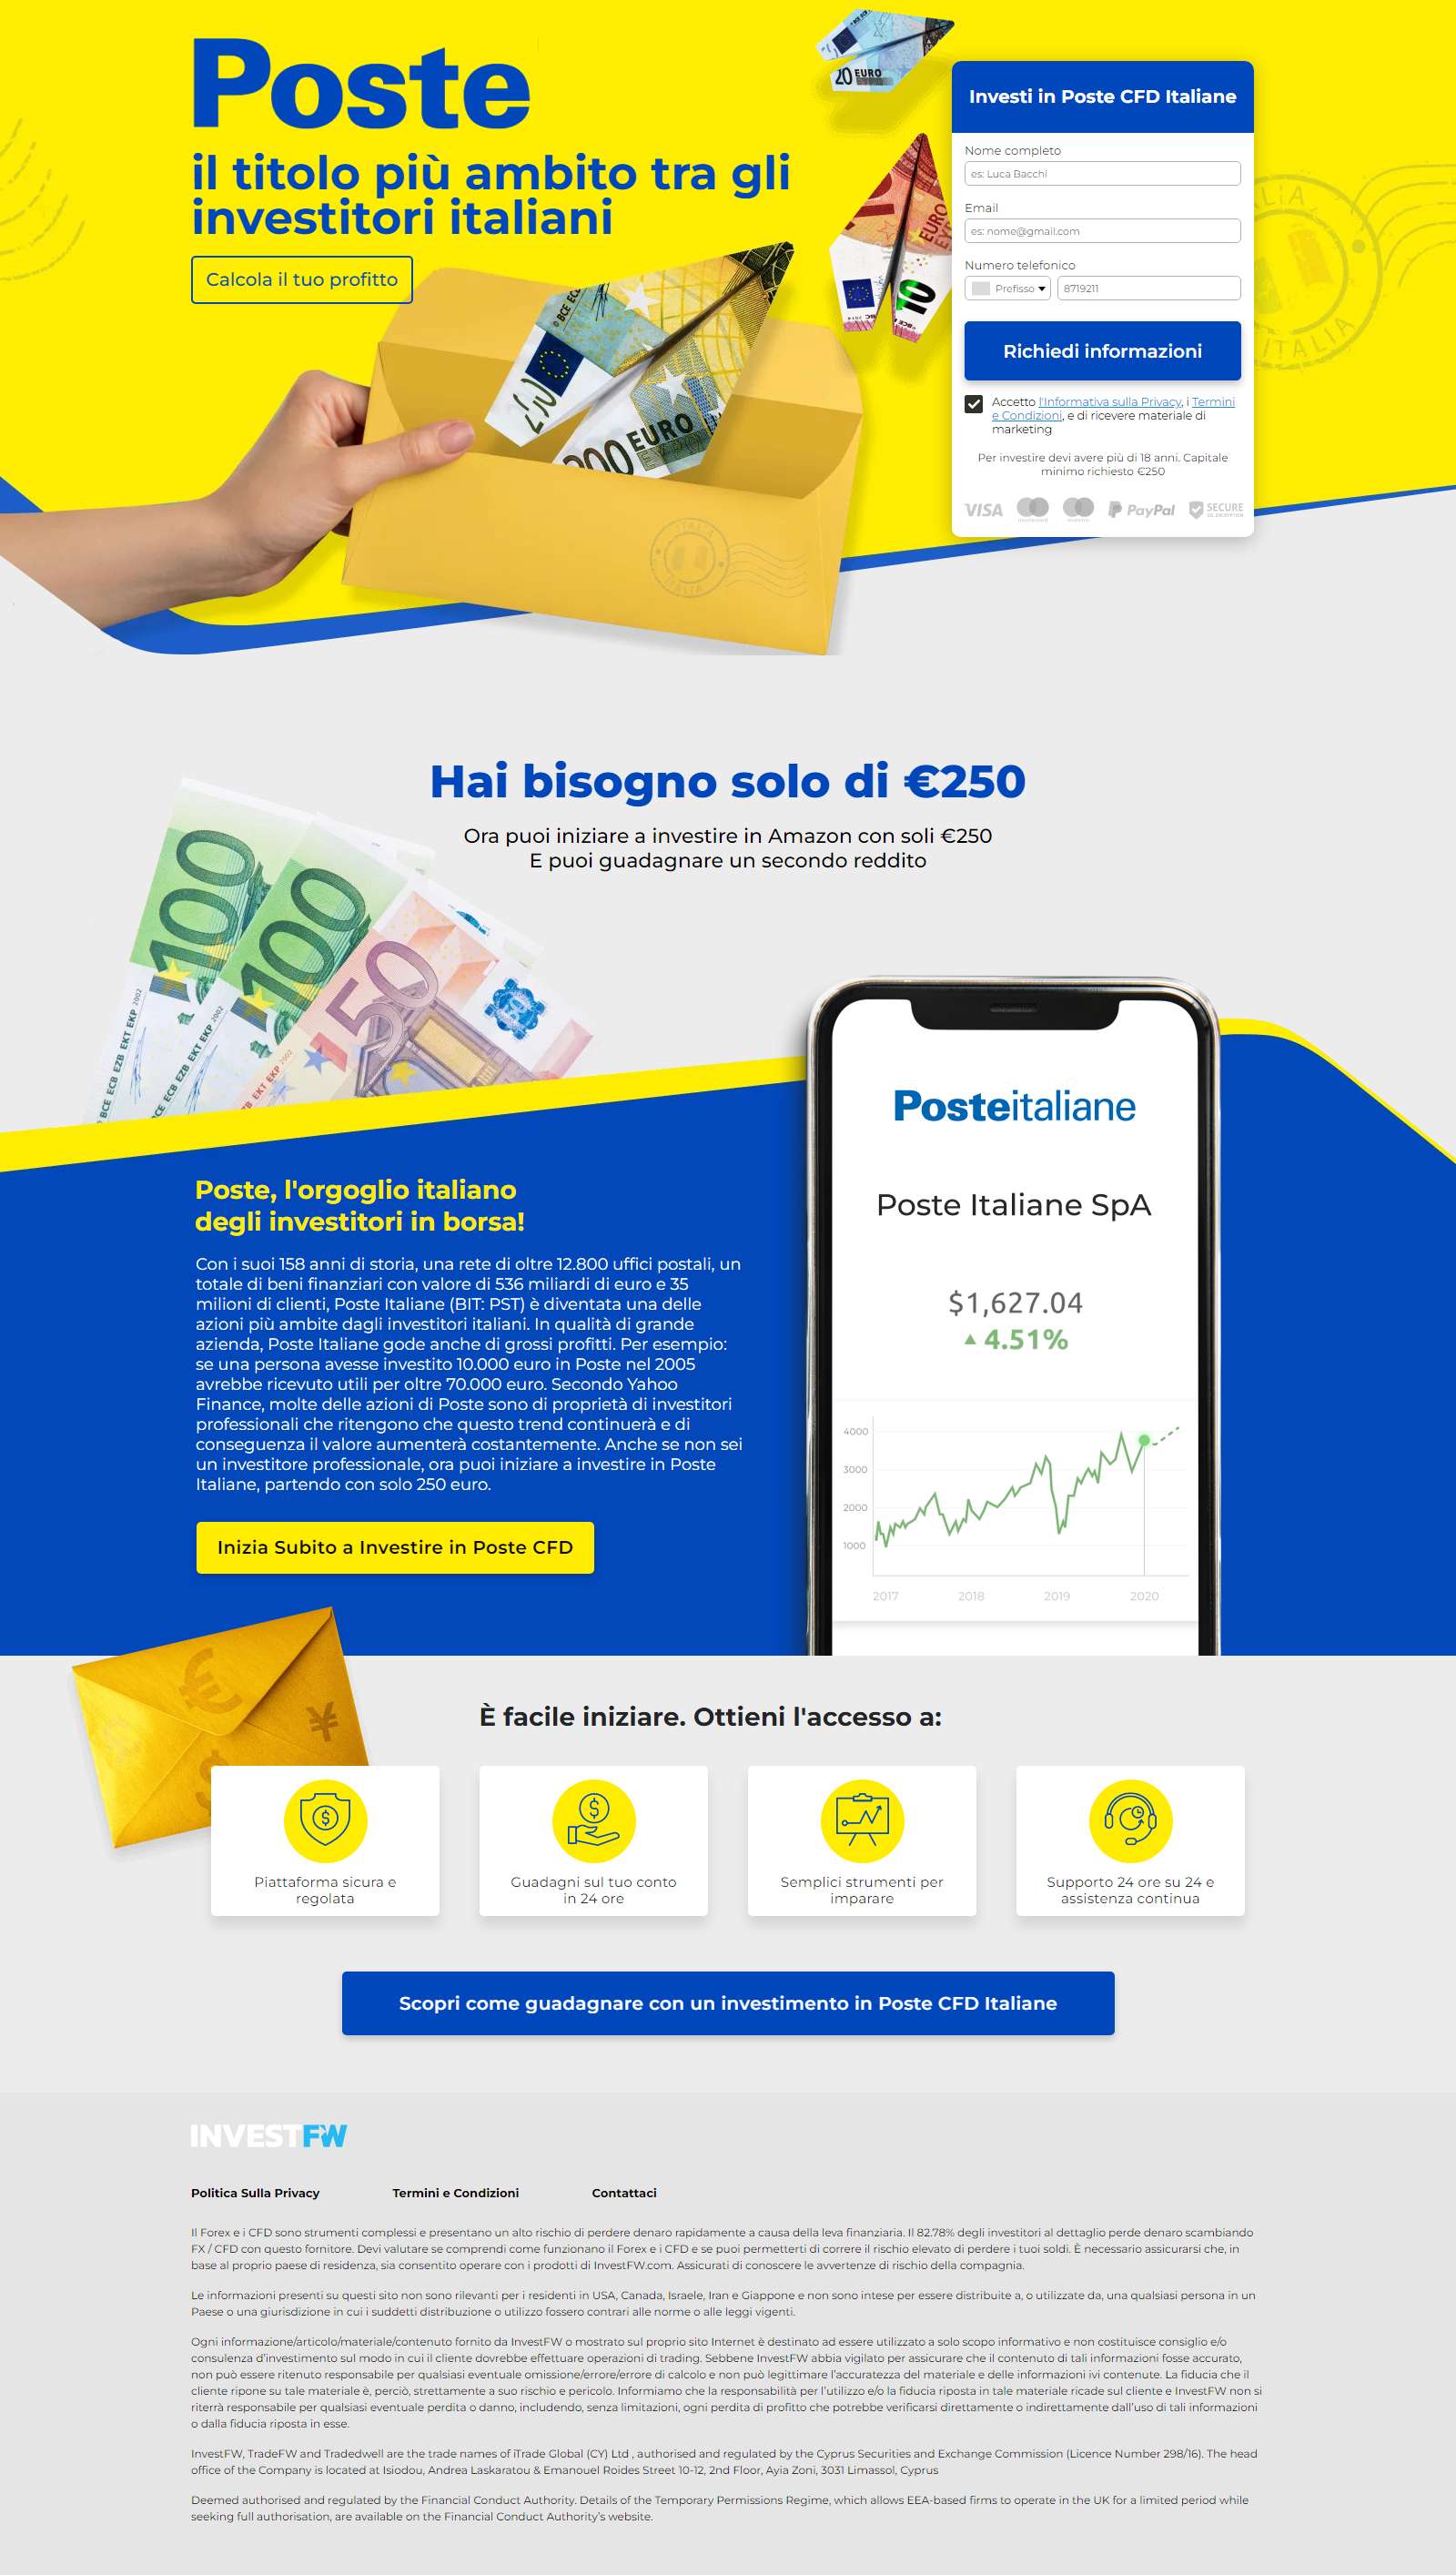 Poste
il titolo più ambito tra gli
investitori italiani
Calcola il tuo profitto
20 EURO
EURO
10
BCE
200 EURO
ITALIA
ITALIA
Investi in Poste CFD Italiane
Nome completo
es: Luca Bacchi
Email
es: nome@gmail.com
Numero telefonico
Prefisso
8719211
Richiedi informazioni
Accetto l'Informativa sulla Privacy, i Termini
e Condizioni, e di ricevere materiale di
marketing
Per investire devi avere più di 18 anni. Capitale
minimo richiesto €250
VISA
PayPal
SECURE
Hai bisogno solo di €250
Ora puoi iniziare a investire in Amazon con soli €250
E puoi guadagnare un secondo reddito
100
100
50
BCE ECB EZB EKT EKP 2002
BCE ECB EZB EKT EKP 2002
EKT EKP 2002
Posteitaliane
Poste Italiane SpA
$1,627.04
▲ 4.51%
4000
3000
2000
1000
2017 2018 2019 2020
Poste, l'orgoglio italiano
degli investitori in borsa!
Con i suoi 158 anni di storia, una rete di oltre 12.800 uffici postali, un
totale di beni finanziari con valore di 536 miliardi di euro e 35
milioni di clienti, Poste Italiane (BIT: PST) è diventata una delle
azioni più ambite dagli investitori italiani. In qualità di grande
azienda, Poste Italiane gode anche di grossi profitti. Per esempio:
se una persona avesse investito 10.000 euro in Poste nel 2005
avrebbe ricevuto utili per oltre 70.000 euro. Secondo Yahoo
Finance, molte delle azioni di Poste sono di proprietà di investitori
professionali che ritengono che questo trend continuerà e di
conseguenza il valore aumenterà costantemente. Anche se non sei
un investitore professionale, ora puoi iniziare a investire in Poste
Italiane, partendo con solo 250 euro.
Inizia Subito a Investire in Poste CFD
È facile iniziare. Ottieni l'accesso a:
Piattaforma sicura e
regolata
Guadagni sul tuo conto
in 24 ore
Semplici strumenti per
imparare
Supporto 24 ore su 24 e
assistenza continua
Scopri come guadagnare con un investimento in Poste CFD Italiane
INVESTFW
Politica Sulla Privacy Termini e Condizioni Contattaci
Il Forex e i CFD sono strumenti complessi e presentano un alto rischio di perdere denaro rapidamente a causa della leva finanziaria. Il 82.78% degli investitori al dettaglio perde denaro scambiando
FX / CFD con questo fornitore. Devi valutare se comprendi come funzionano il Forex e i CFD e se puoi permetterti di correre il rischio elevato di perdere i tuoi soldi. È necessario assicurarsi che, in
base al proprio paese di residenza, sia consentito operare con i prodotti di InvestFW.com. Assicurati di conoscere le avvertenze di rischio della compagnia.
Le informazioni presenti su questi sito non sono rilevanti per i residenti in USA, Canada, Israele, Iran e Giappone e non sono intese per essere distribuite a, o utilizzate da, una qualsiasi persona in un
Paese o una giurisdizione in cui i suddetti distribuzione o utilizzo fossero contrari alle norme o alle leggi vigenti.
Ogni informazione/articolo/materiale/contenuto fornito da InvestFW o mostrato sul proprio sito Internet è destinato ad essere utilizzato a solo scopo informativo e non costituisce consiglio e/o
consulenza d'investimento sul modo in cui il cliente dovrebbe effettuare operazioni di trading. Sebbene InvestFW abbia vigilato per assicurare che il contenuto di tali informazioni fosse accurato,
non può essere ritenuto responsabile per qualsiasi eventuale omissione/errore/errore di calcolo e non può legittimare l'accuratezza del materiale e delle informazioni ivi contenute. La fiducia che il
cliente ripone su tale materiale è, perciò, strettamente a suo rischio e pericolo. Informiamo che la responsabilità per l'utilizzo e/o la fiducia riposta in tale materiale ricade sul cliente e InvestFW non si
riterrà responsabile per qualsiasi eventuale perdita o danno, includendo, senza limitazioni, ogni perdita di profitto che potrebbe verificarsi direttamente o indirettamente dall'uso di tali informazioni
o dalla fiducia riposta in esse.
InvestFW, TradeFW and Tradedwell are the trade names of iTrade Global (CY) Ltd , authorised and regulated by the Cyprus Securities and Exchange Commission (Licence Number 298/16). The head
office of the Company is located at Isiodou, Andrea Laskaratou & Emanouel Roides Street 10-12, 2nd Floor, Ayia Zoni, 3031 Limassol, Cyprus
Deemed authorised and regulated by the Financial Conduct Authority. Details of the Temporary Permissions Regime, which allows EEA-based firms to operate in the UK for a limited period while
seeking full authorisation, are available on the Financial Conduct Authority's website.